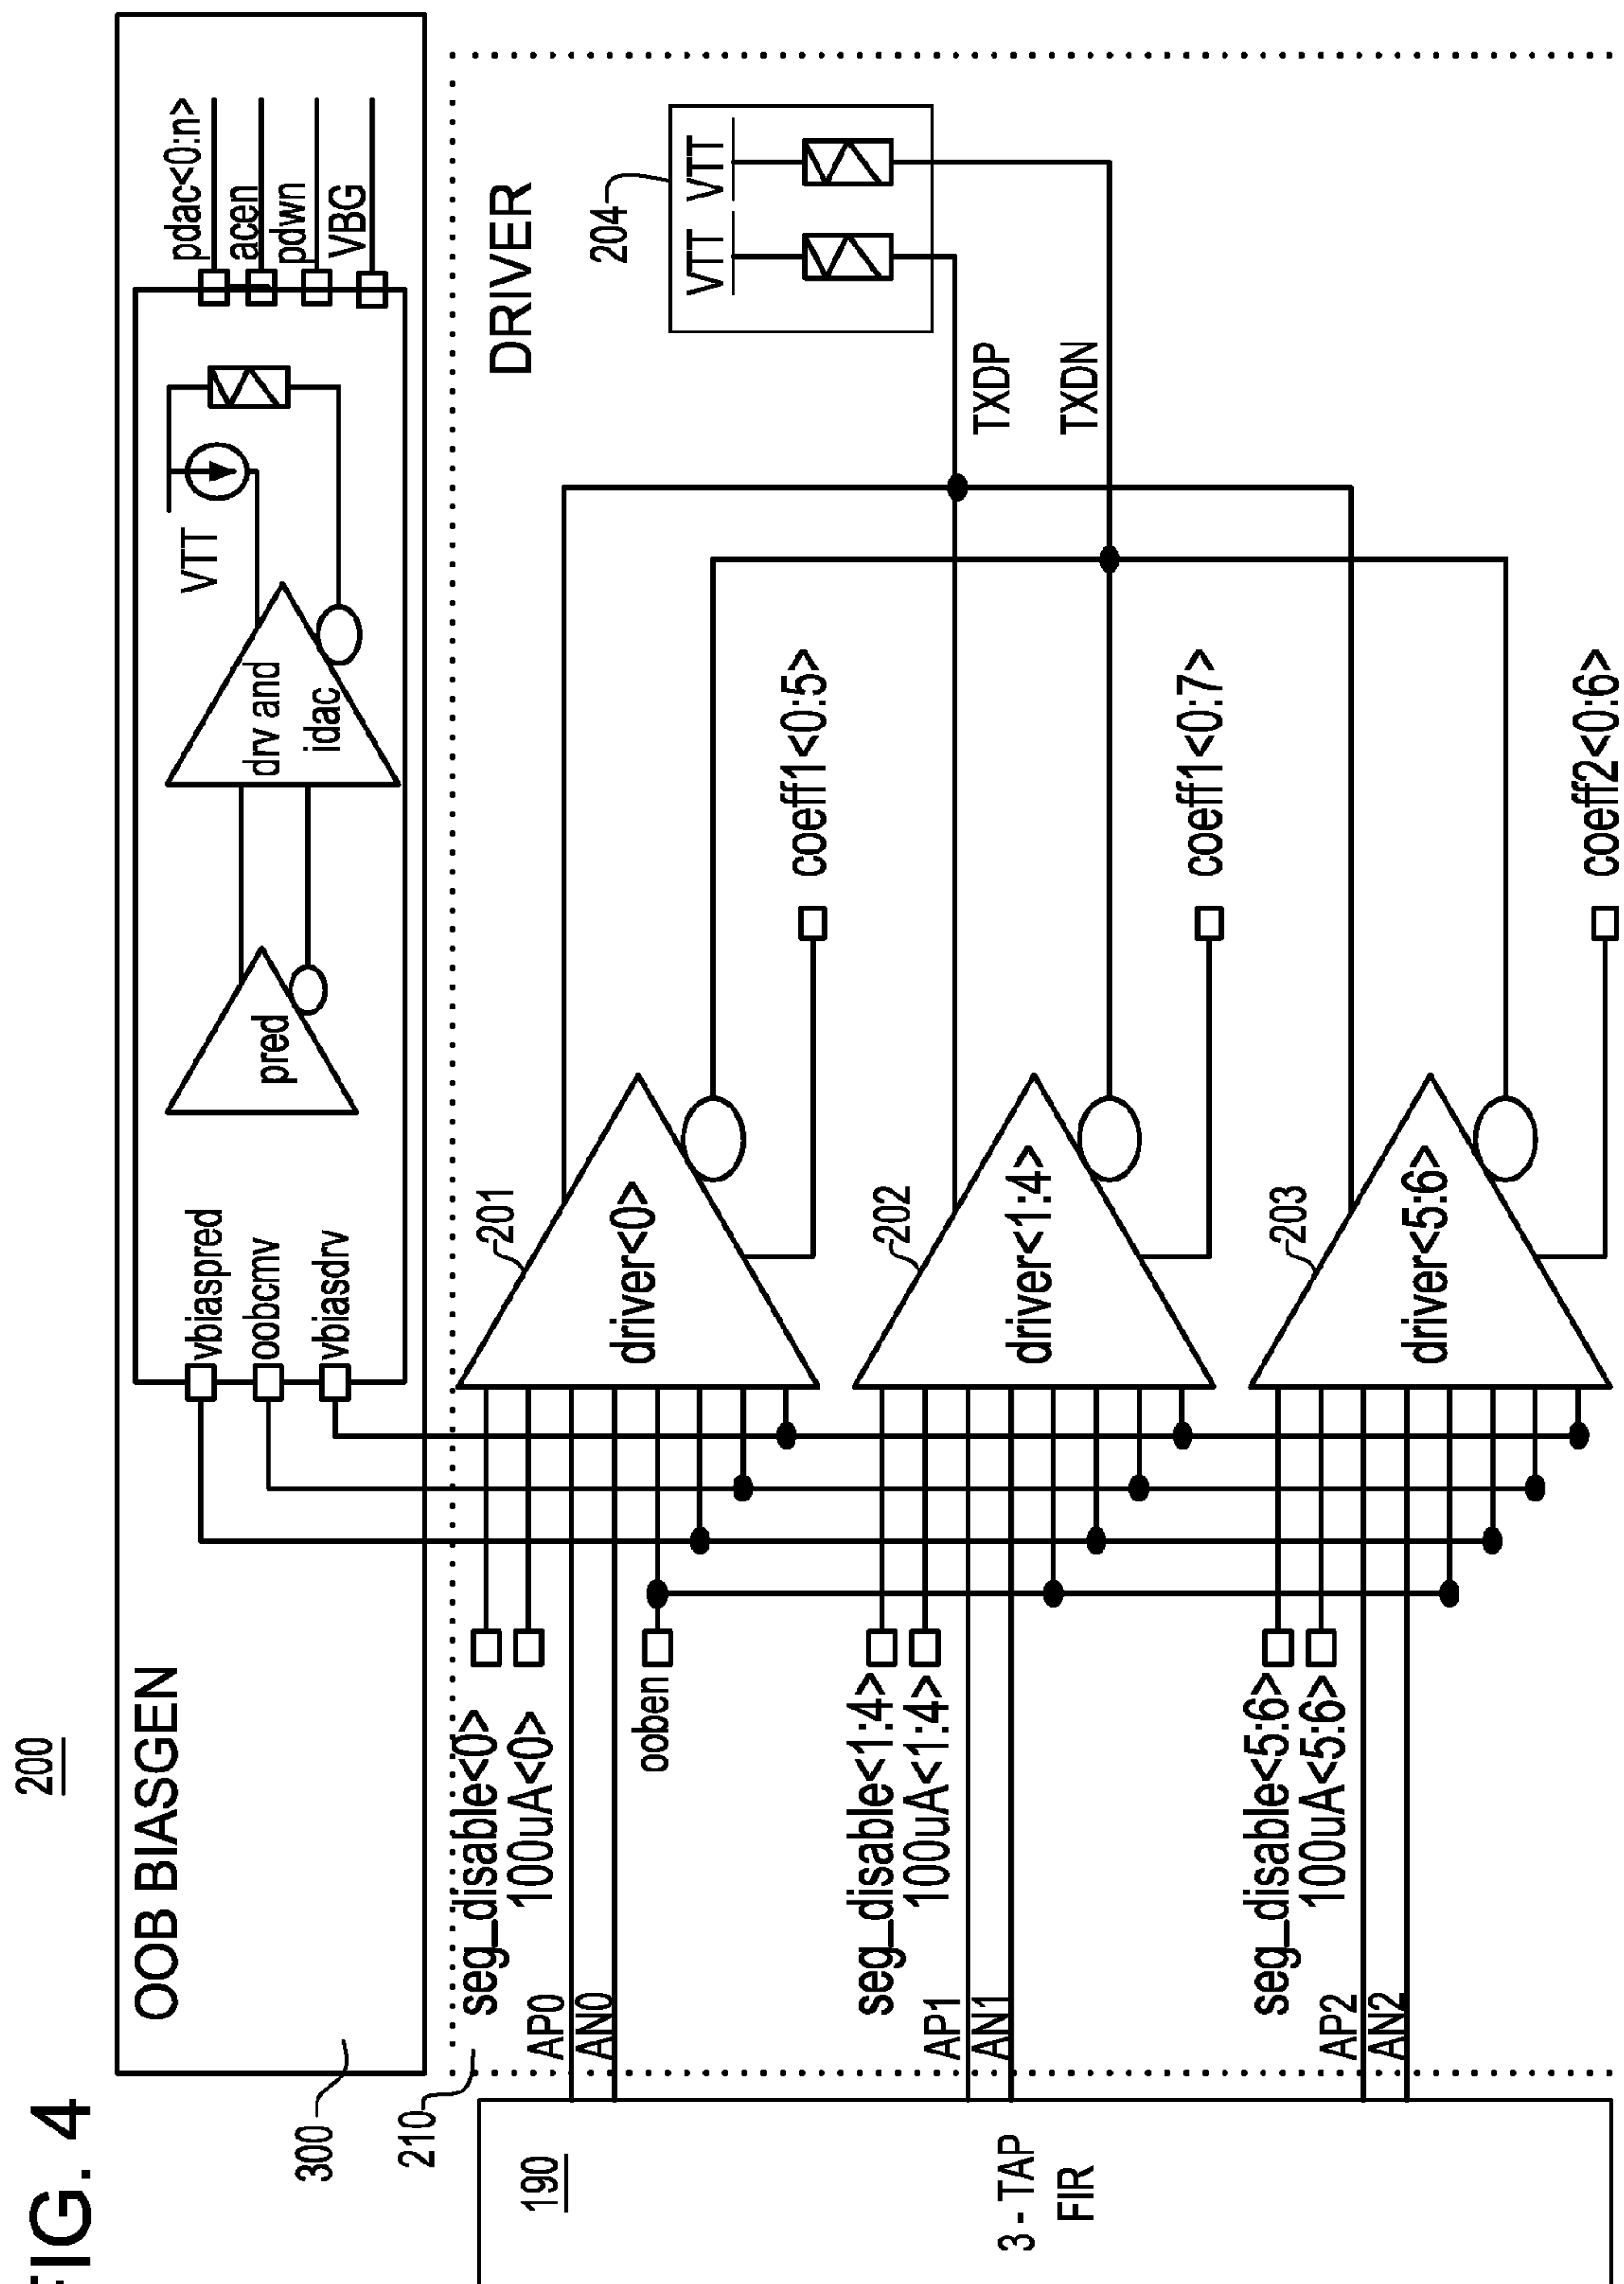 FIG. 4
200
OOB BIASGEN
300
vbiaspred
oobcmv
vbiasdrv
pred
drv and
idac
VTT
pdac<0:n>
acen
pdwn
VBG
210
DRIVER
190
3 - TAP
FIR
seg_disable<0>
100uA<0>
AP0
AN0
ooben
201
driver<0>
coeff1<0:5>
204
VTT
VTT
TXDP
TXDN
seg_disable<1:4>
100uA<1:4>
AP1
AN1
202
driver<1:4>
coeff1<0:7>
seg_disable<5:6>
100uA<5:6>
AP2
AN2
203
driver<5:6>
coeff2<0:6>